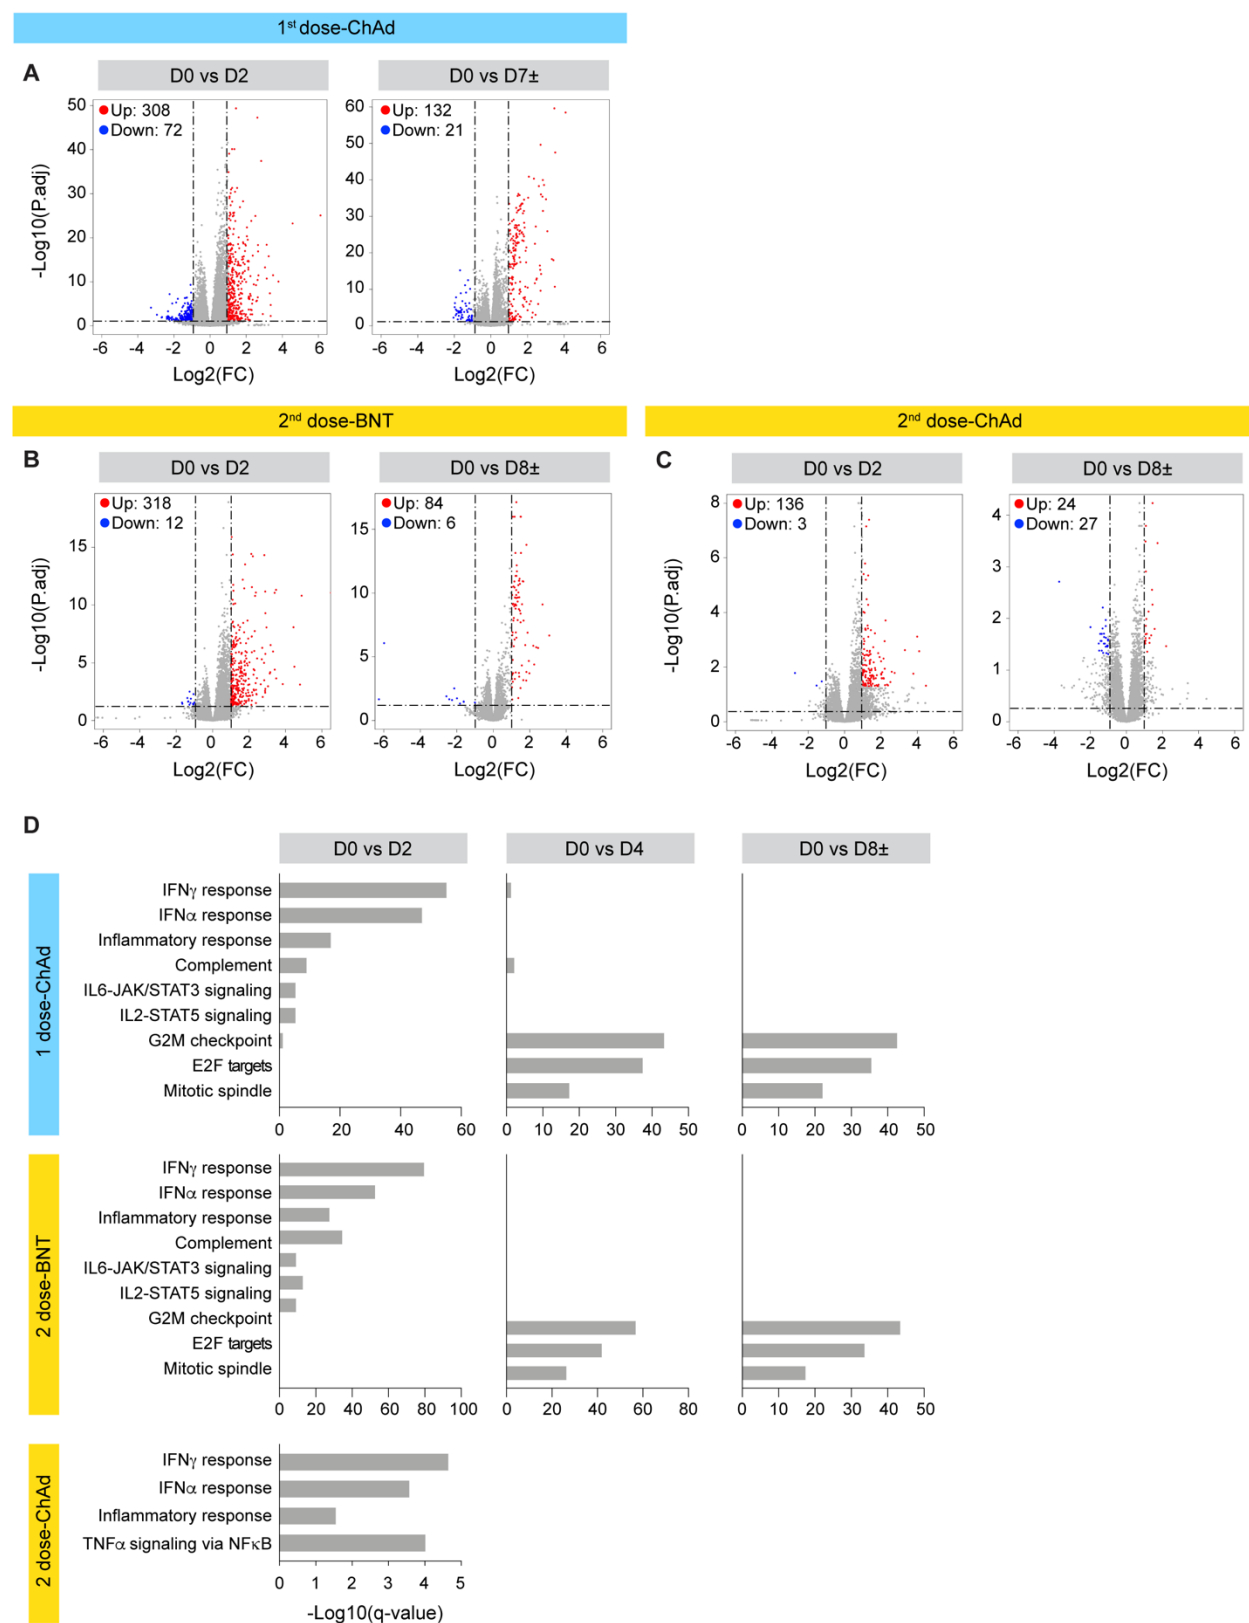 1st dose-ChAd
A
D0 vs D2
D0 vs D7±
Up: 308
Down: 72
Up: 132
Down: 21
-Log10(P.adj)
50
40
30
20
10
0
60
50
40
30
20
10
0
-6 -4 -2 0 2 4 6
-6 -4 -2 0 2 4 6
Log2(FC)
Log2(FC)
2nd dose-BNT
2nd dose-ChAd
B
D0 vs D2
D0 vs D8±
C
D0 vs D2
D0 vs D8±
Up: 318
Down: 12
Up: 84
Down: 6
Up: 136
Down: 3
Up: 24
Down: 27
-Log10(P.adj)
15
10
5
0
15
10
5
0
-Log10(P.adj)
8
6
4
2
0
4
3
2
1
0
-6 -4 -2 0 2 4 6
-6 -4 -2 0 2 4 6
-6 -4 -2 0 2 4 6
-6 -4 -2 0 2 4 6
Log2(FC)
Log2(FC)
Log2(FC)
Log2(FC)
D
D0 vs D2
D0 vs D4
D0 vs D8±
1 dose-ChAd
IFNγ response
IFNα response
Inflammatory response
Complement
IL6-JAK/STAT3 signaling
IL2-STAT5 signaling
G2M checkpoint
E2F targets
Mitotic spindle
0 20 40 60
0 10 20 30 40 50
0 10 20 30 40 50
2 dose-BNT
IFNγ response
IFNα response
Inflammatory response
Complement
IL6-JAK/STAT3 signaling
IL2-STAT5 signaling
G2M checkpoint
E2F targets
Mitotic spindle
0 20 40 60 80 100
0 20 40 60 80
0 10 20 30 40 50
2 dose-ChAd
IFNγ response
IFNα response
Inflammatory response
TNFα signaling via NFκB
0 1 2 3 4 5
-Log10(q-value)